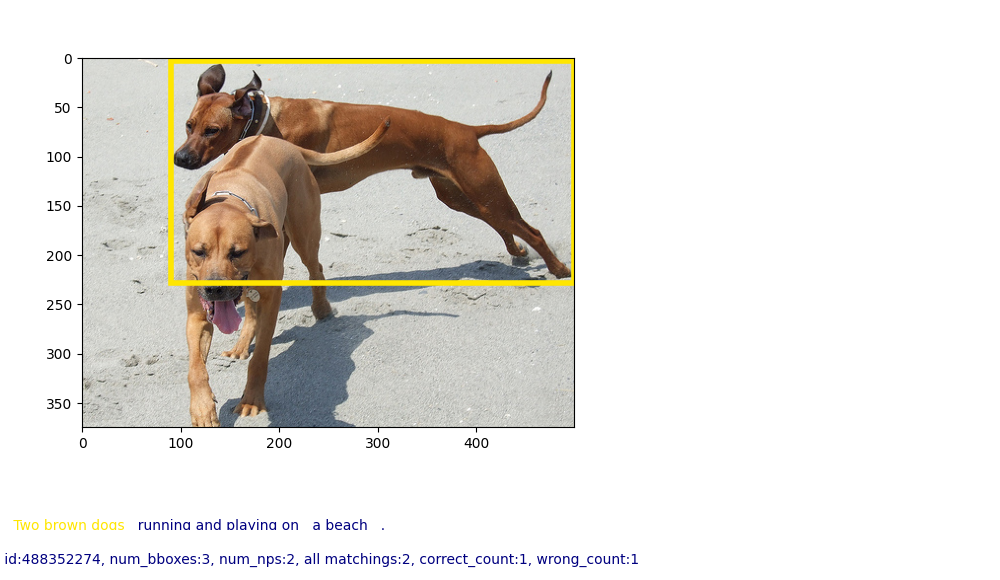 0
50
100
150
200
250
300
350
0 100 200 300 400
Two brown dogs running and playing on a beach .
id:488352274, num_bboxes:3, num_nps:2, all matchings:2, correct_count:1, wrong_count:1